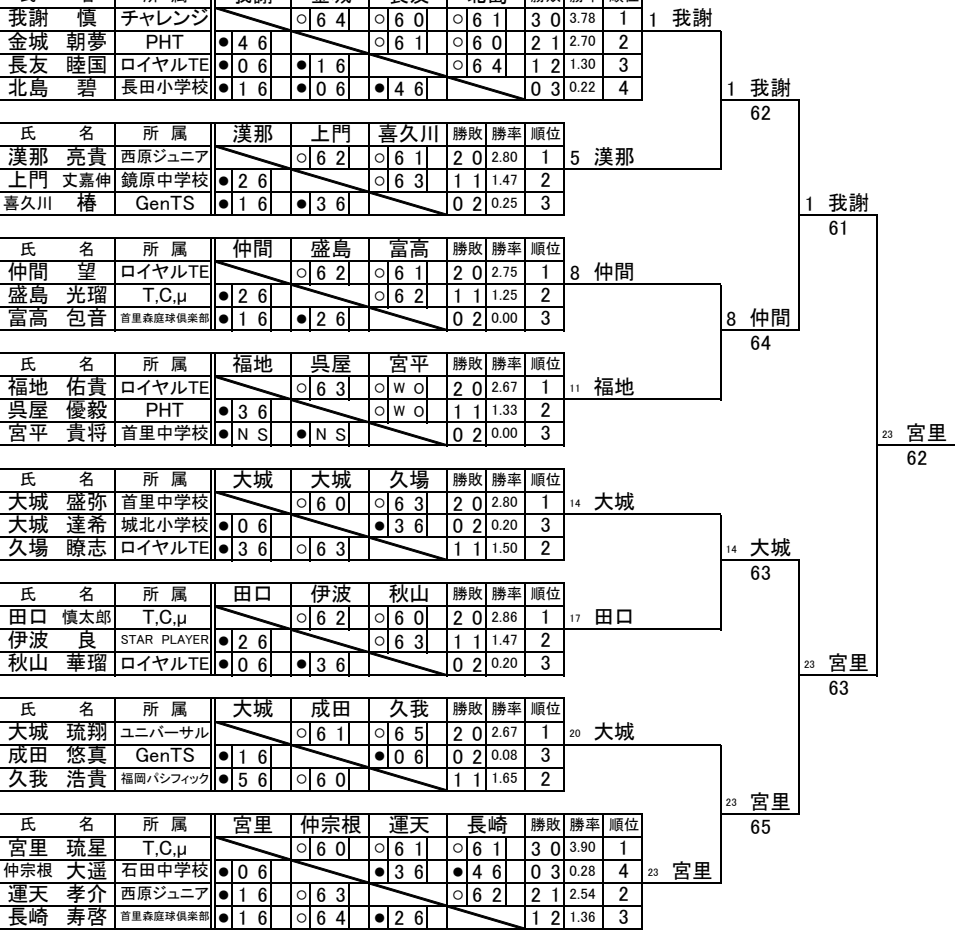 我謝 慎 チャレンジ ○ 6 4 ○ 6 0 ○ 6 1 3 0 3.78 1 1 我謝
金城 朝夢 PHT ● 4 6 ○ 6 1 ○ 6 0 2 1 2.70 2
長友 睦国 ロイヤルTE ● 0 6 ● 1 6 ○ 6 4 1 2 1.30 3
北島 碧 長田小学校 ● 1 6 ● 0 6 ● 4 6 0 3 0.22 4
1 我謝
62
氏 名 所 属 漢那 上門 喜久川 勝敗 勝率 順位
漢那 亮貴 西原ジュニア ○ 6 2 ○ 6 1 2 0 2.80 1 5 漢那
上門 丈嘉伸 鏡原中学校 ● 2 6 ○ 6 3 1 1 1.47 2
喜久川 椿 GenTS ● 1 6 ● 3 6 0 2 0.25 3
1 我謝
61
氏 名 所 属 仲間 盛島 富高 勝敗 勝率 順位
仲間 望 ロイヤルTE ○ 6 2 ○ 6 1 2 0 2.75 1 8 仲間
盛島 光瑠 T,C,μ ● 2 6 ○ 6 2 1 1 1.25 2
富高 包音 首里森庭球倶楽部 ● 1 6 ● 2 6 0 2 0.00 3
8 仲間
64
氏 名 所 属 福地 呉屋 宮平 勝敗 勝率 順位
福地 佑貴 ロイヤルTE ○ 6 3 ○ W O 2 0 2.67 1 11 福地
呉屋 優毅 PHT ● 3 6 ○ W O 1 1 1.33 2
宮平 貴将 首里中学校 ● N S ● N S 0 2 0.00 3
23 宮里
62
氏 名 所 属 大城 大城 久場 勝敗 勝率 順位
大城 盛弥 首里中学校 ○ 6 0 ○ 6 3 2 0 2.80 1 14 大城
大城 達希 城北小学校 ● 0 6 ● 3 6 0 2 0.20 3
久場 瞭志 ロイヤルTE ● 3 6 ○ 6 3 1 1 1.50 2
14 大城
63
氏 名 所 属 田口 伊波 秋山 勝敗 勝率 順位
田口 慎太郎 T,C,μ ○ 6 2 ○ 6 0 2 0 2.86 1 17 田口
伊波 良 STAR PLAYER ● 2 6 ○ 6 3 1 1 1.47 2
秋山 華瑠 ロイヤルTE ● 0 6 ● 3 6 0 2 0.20 3
23 宮里
63
氏 名 所 属 大城 成田 久我 勝敗 勝率 順位
大城 琉翔 ユニバーサル ○ 6 1 ○ 6 5 2 0 2.67 1 20 大城
成田 悠真 GenTS ● 1 6 ● 0 6 0 2 0.08 3
久我 浩貴 福岡パシフィック ● 5 6 ○ 6 0 1 1 1.65 2
23 宮里
65
氏 名 所 属 宮里 仲宗根 運天 長崎 勝敗 勝率 順位
宮里 琉星 T,C,μ ○ 6 0 ○ 6 1 ○ 6 1 3 0 3.90 1
仲宗根 大遥 石田中学校 ● 0 6 ● 3 6 ● 4 6 0 3 0.28 4 23 宮里
運天 孝介 西原ジュニア ● 1 6 ○ 6 3 ○ 6 2 2 1 2.54 2
長崎 寿啓 首里森庭球倶楽部 ● 1 6 ○ 6 4 ● 2 6 1 2 1.36 3